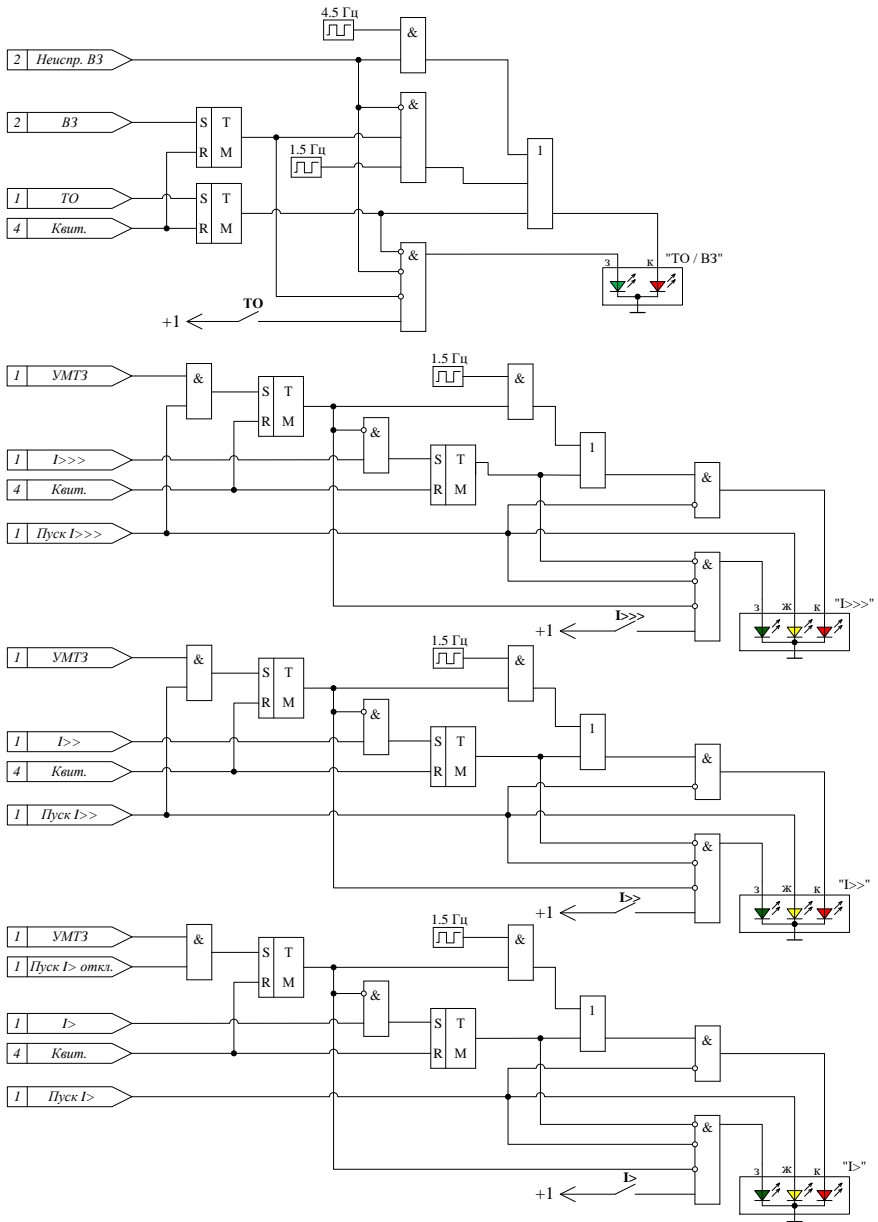 4.5 Гц
&
2 Неиспр. ВЗ
&
2 ВЗ
S T
R M
1.5 Гц
1
1 ТО
S T
4 Квит.
R M
&
з к "ТО / ВЗ"
ТО
+1
1.5 Гц
1 УМТЗ
&
&
S T
R M
&
1
1 I>>>
S T
4 Квит.
R M
&
1 Пуск I>>>
&
I>>>
+1
з ж к "I>>>"
1.5 Гц
1 УМТЗ
&
&
S T
R M
&
1
1 I>>
S T
4 Квит.
R M
&
1 Пуск I>>
&
I>>
+1
з ж к "I>>"
1.5 Гц
1 УМТЗ
&
&
1 Пуск I> откл.
S T
R M
&
1
1 I>
S T
4 Квит.
R M
&
1 Пуск I>
&
I>
+1
з ж к "I>"